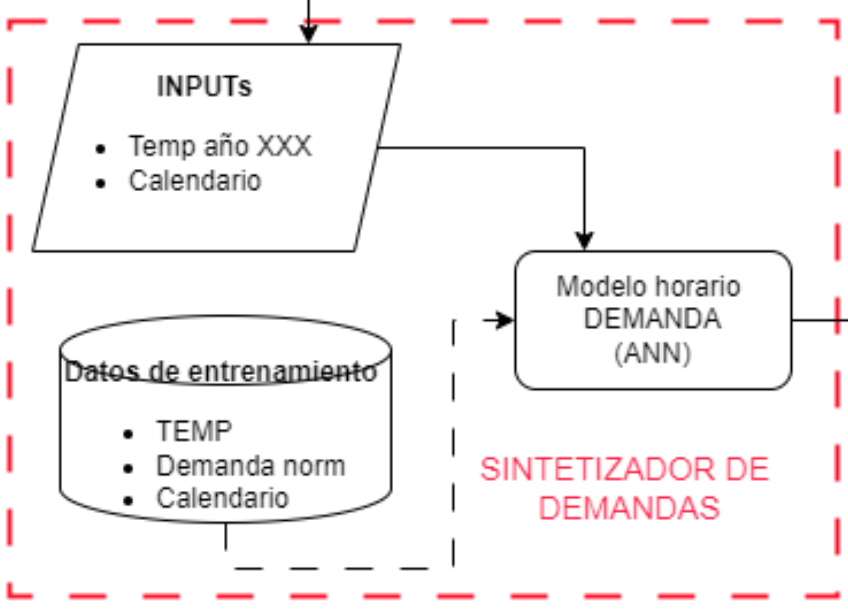 INPUTs
• Temp año XXX
• Calendario
Modelo horario
DEMANDA
(ANN)
Datos de entrenamiento
• TEMP
• Demanda norm
• Calendario
SINTETIZADOR DE
DEMANDAS